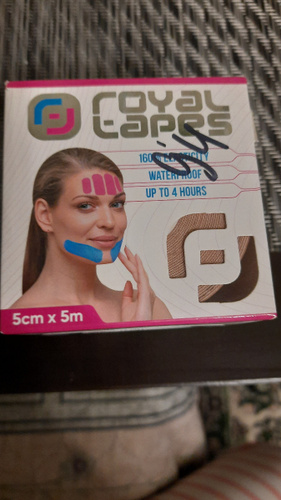 royal
tapes
160% ELASTICITY
WATERPROOF
UP TO 4 HOURS
5cm x 5m